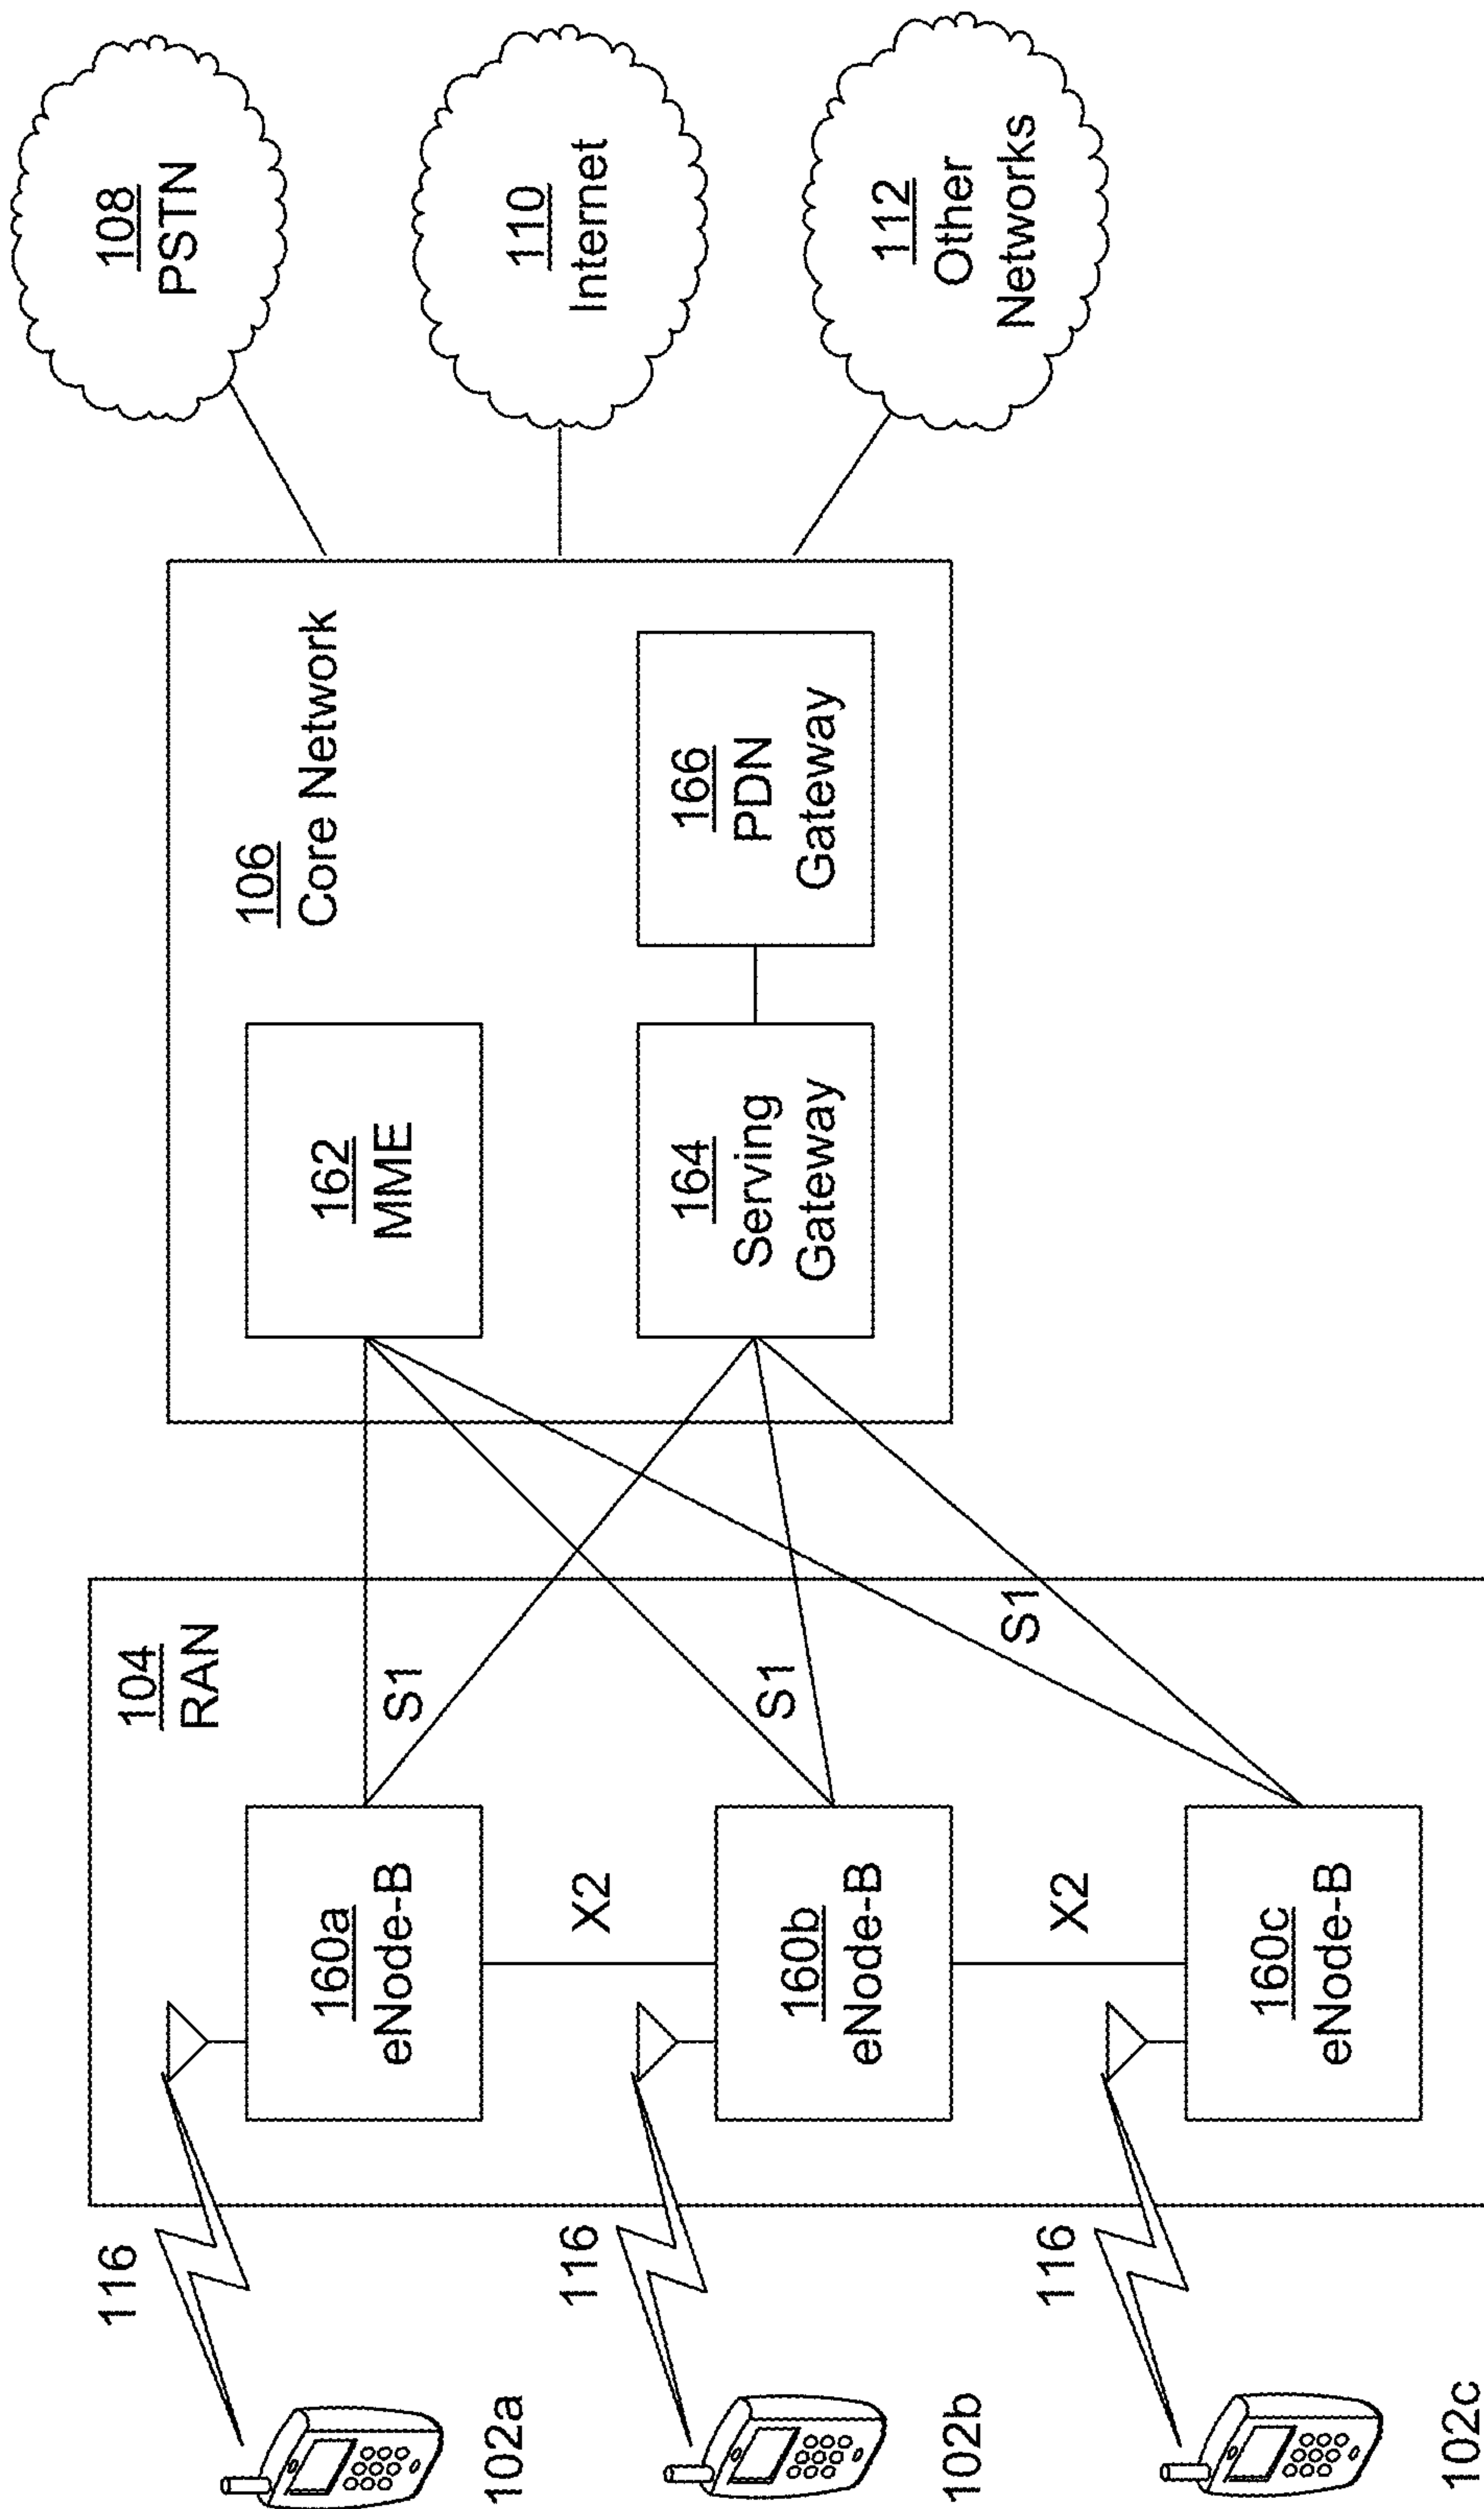 102a
116
160a
eNode-B
104
RAN
S1
X2
102b
116
160b
eNode-B
S1
X2
102c
116
160c
eNode-B
S1
106
Core Network
162
MME
164
Serving
Gateway
166
PDN
Gateway
108
PSTN
110
Internet
112
Other
Networks